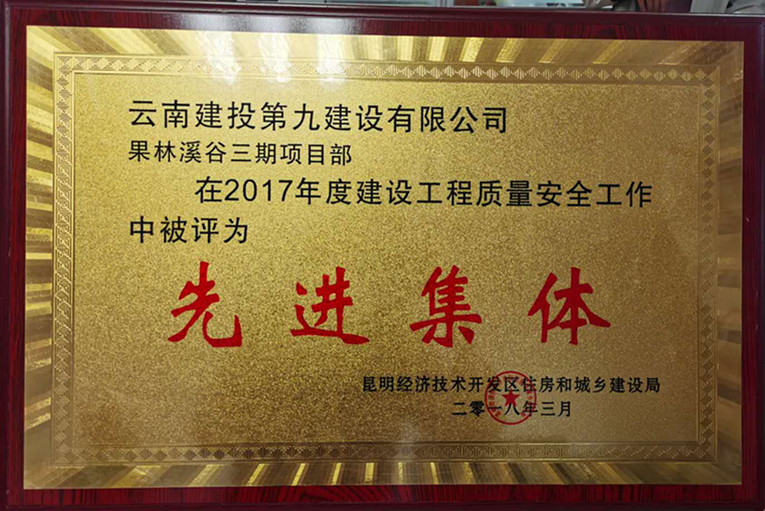 云南建投第九建设有限公司
果林溪谷三期项目部
在2017年度建设工程质量安全工作
中被评为
先进集体
昆明经济技术开发区住房和城乡建设局
二零一八年三月